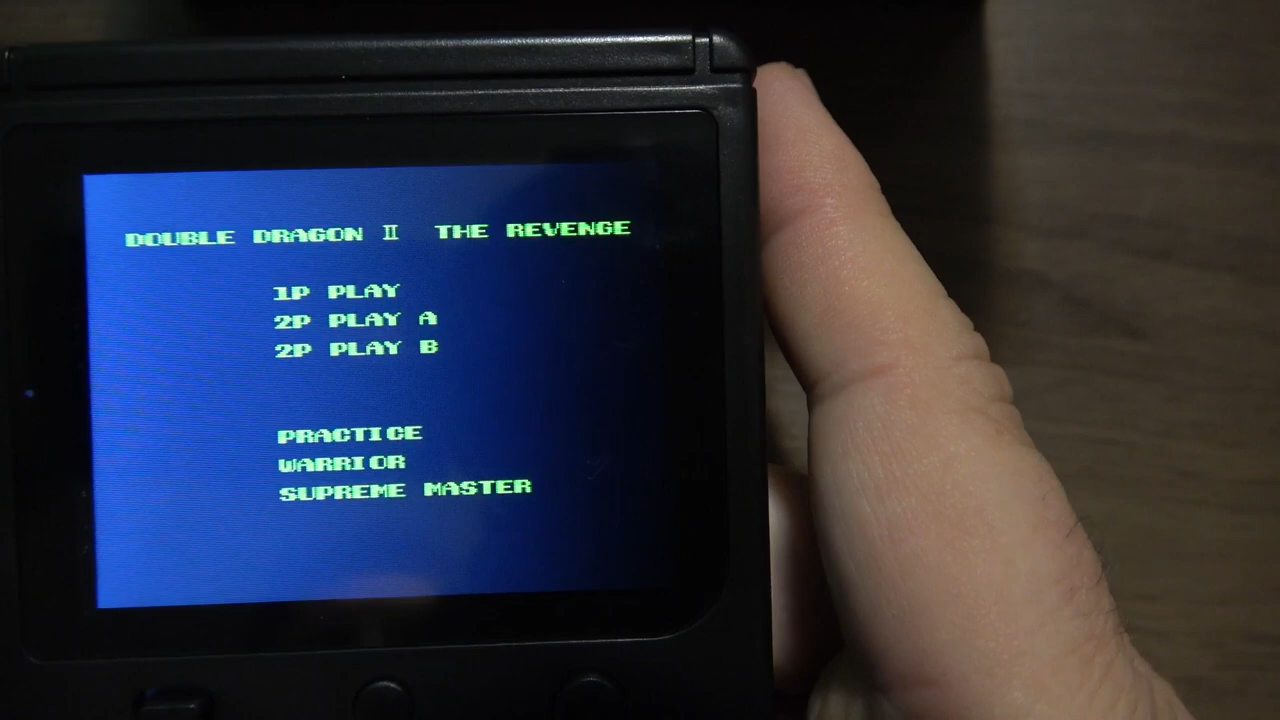 DOUBLE DRAGON Ⅱ THE REVENGE
1P PLAY
2P PLAY A
2P PLAY B
PRACTICE
WARRIOR
SUPREME MASTER